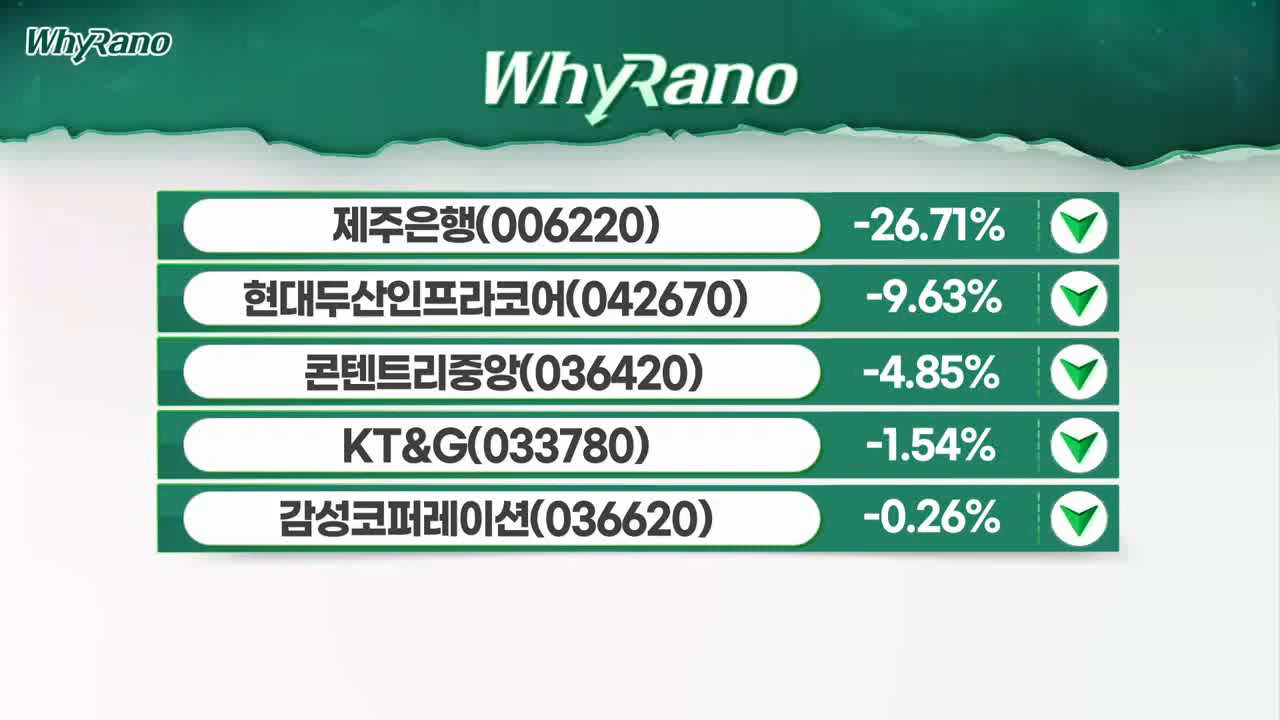 WhyRano
WhyRano
제주은행(006220) -26.71%
현대두산인프라코어(042670) -9.63%
콘텐트리중앙(036420) -4.85%
KT&G(033780) -1.54%
감성코퍼레이션(036620) -0.26%